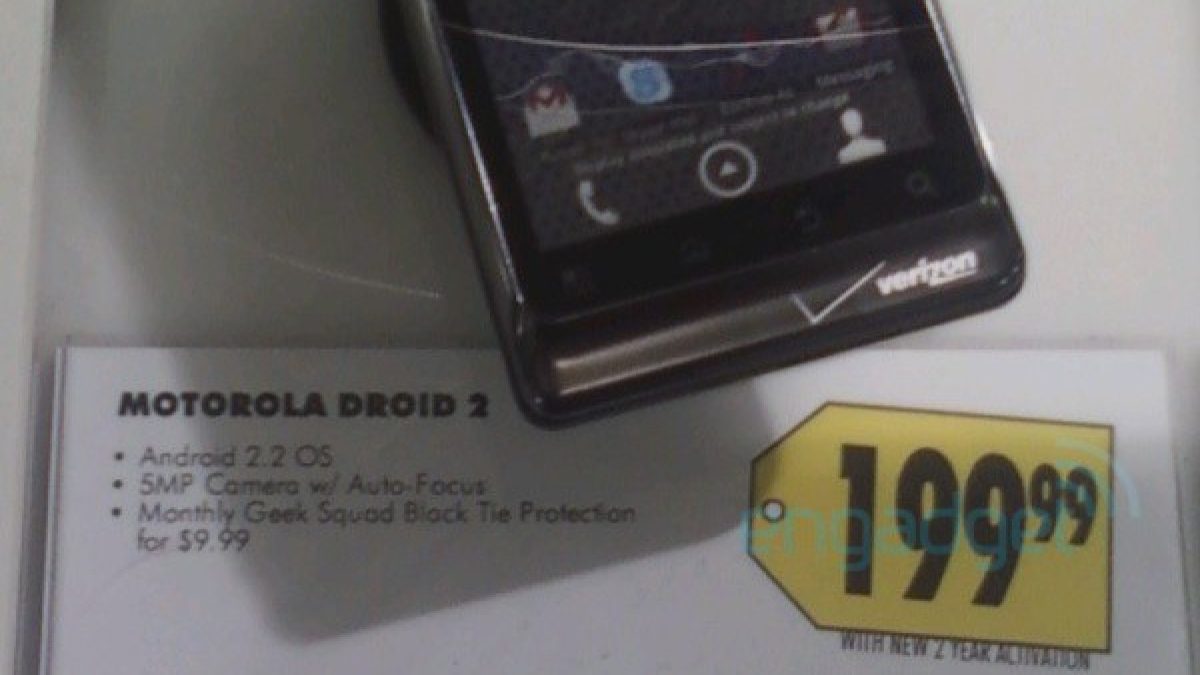 Messaging
verizon
MOTOROLA DROID 2
• Android 2.2 OS
• 5MP Camera w/ Auto-Focus
• Monthly Geek Squad Black Tie Protection
for $9.99
199 99
engadget
WITH NEW 2 YEAR ACTIVATION